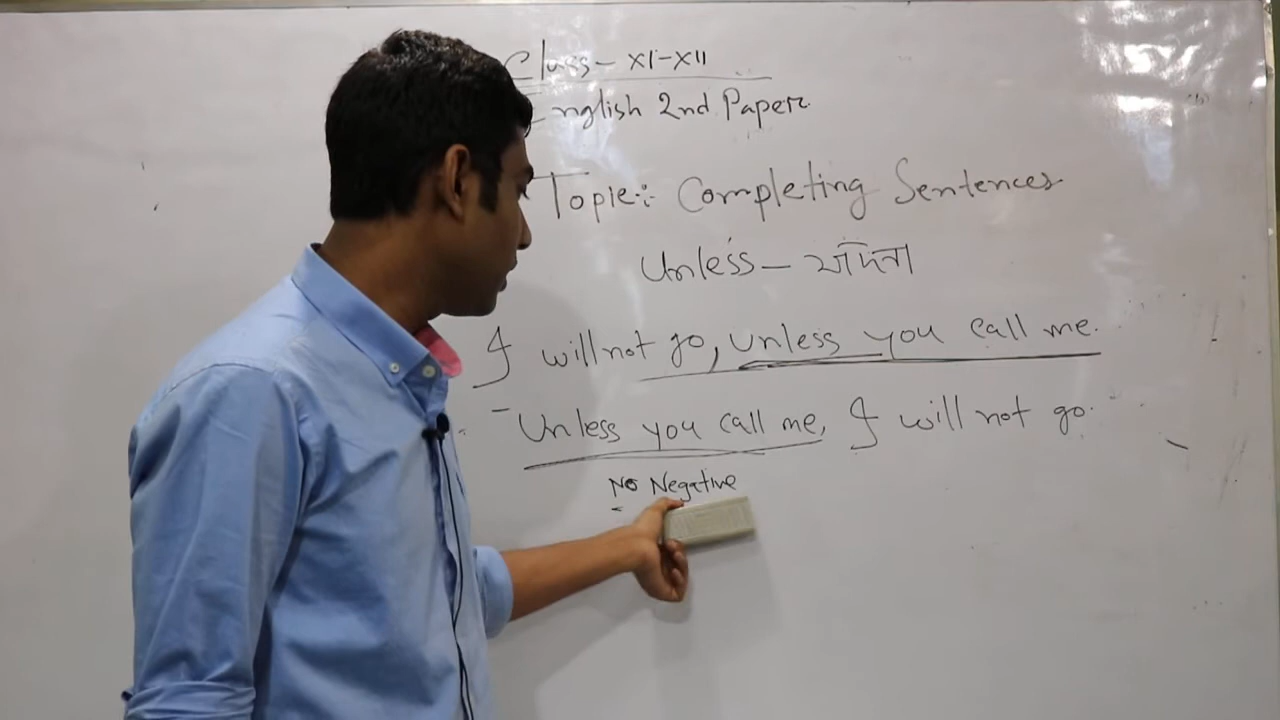 Class- XI-XII
English 2nd Paper
Topic: Completing Sentences
Unless - যদিনা
I will not go, unless you call me.
- Unless you call me, I will not go.
No Negative